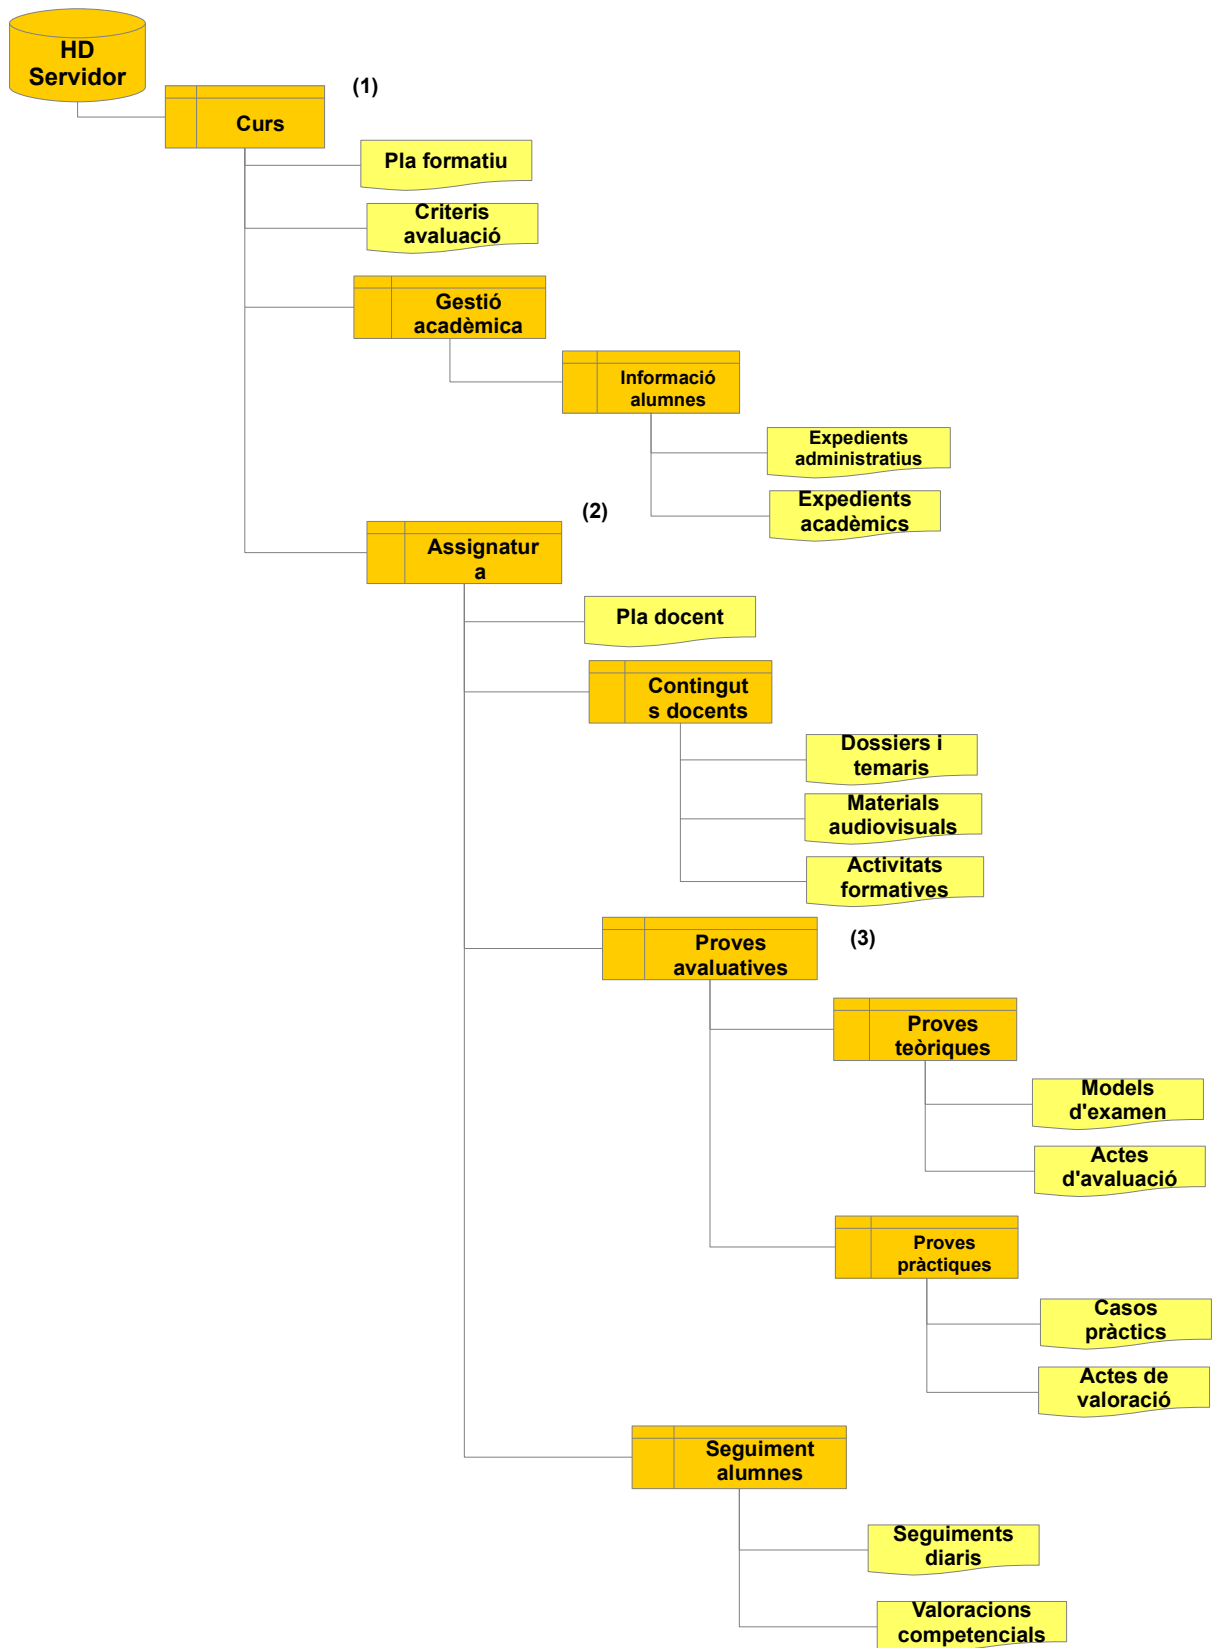 HD
Servidor
(1)
Curs
Pla formatiu
Criteris
avaluació
Gestió
acadèmica
Informació
alumnes
Expedients
administratius
Expedients
acadèmics
(2)
Assignatur
a
Pla docent
Contingut
s docents
Dossiers i
temaris
Materials
audiovisuals
Activitats
formatives
Proves
avaluatives
(3)
Proves
teòriques
Models
d'examen
Actes
d'avaluació
Proves
pràctiques
Casos
pràctics
Actes de
valoració
Seguiment
alumnes
Seguiments
diaris
Valoracions
competencials